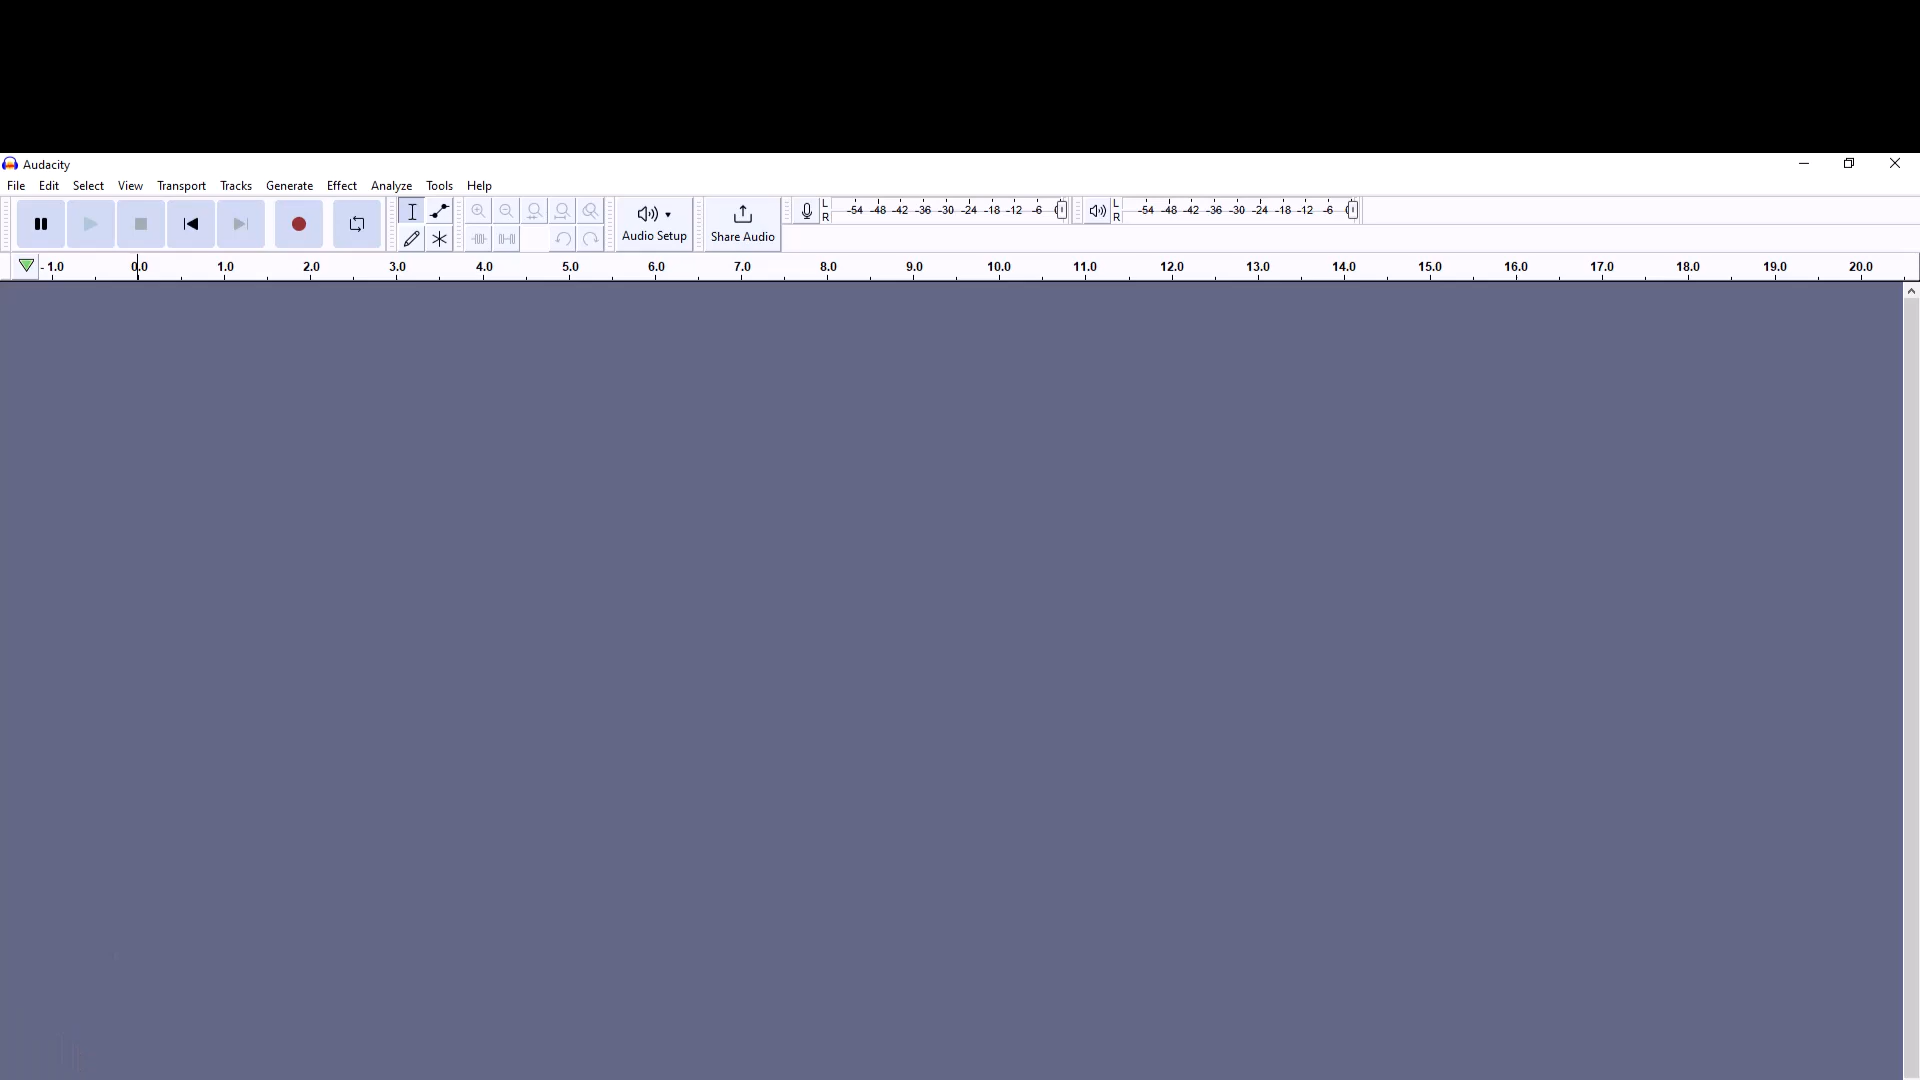 Audacity
File Edit Select View Transport Tracks Generate Effect Analyze Tools Help
L -54 -48 -42 -36 -30 -24 -18 -12 -6 0 L -54 -48 -42 -36 -30 -24 -18 -12 -6 0
R R
Audio Setup Share Audio
- 1.0 0.0 1.0 2.0 3.0 4.0 5.0 6.0 7.0 8.0 9.0 10.0 11.0 12.0 13.0 14.0 15.0 16.0 17.0 18.0 19.0 20.0